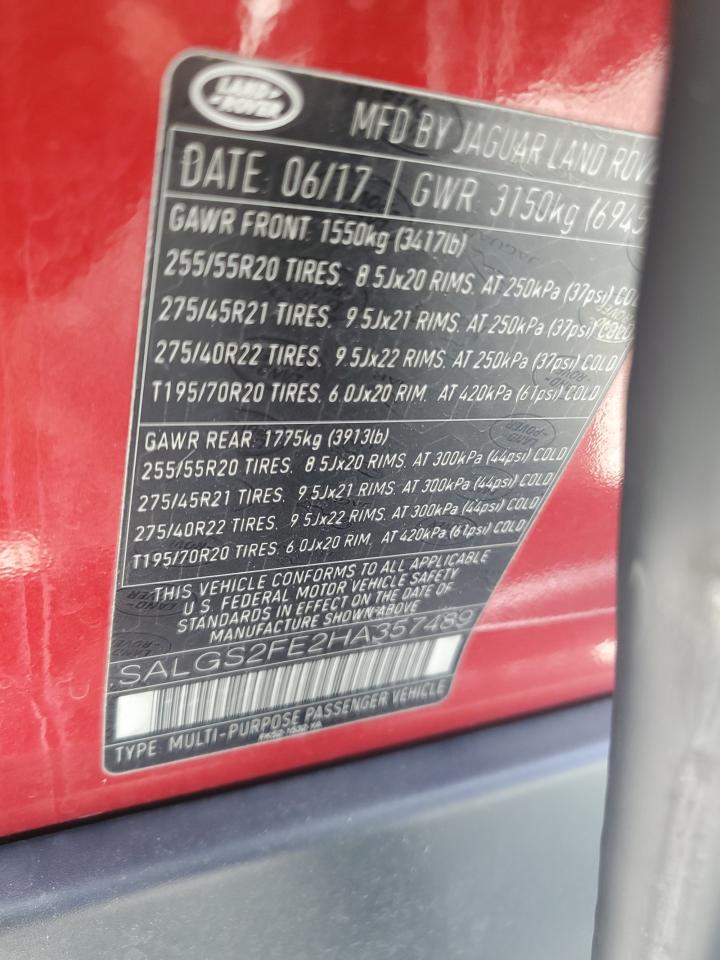 LAND ROVER
MFD BY JAGUAR LAND ROVE
DATE: 06/17 GWR: 3150kg (6945
GAWR FRONT: 1550kg (3417lb)
255/55R20 TIRES. 8.5Jx20 RIMS. AT 250kPa (37psi) COLD
275/45R21 TIRES. 9.5Jx21 RIMS. AT 250kPa (37psi) COLD
275/40R22 TIRES. 9.5Jx22 RIMS. AT 250kPa (37psi) COLD
T195/70R20 TIRES. 6.0Jx20 RIM. AT 420kPa (61psi) COLD
GAWR REAR: 1775kg (3913lb)
255/55R20 TIRES. 8.5Jx20 RIMS. AT 300kPa (44psi) COLD
275/45R21 TIRES. 9.5Jx21 RIMS. AT 300kPa (44psi) COLD
275/40R22 TIRES. 9.5Jx22 RIMS. AT 300kPa (44psi) COLD
T195/70R20 TIRES. 6.0Jx20 RIM. AT 420kPa (61psi) COLD
THIS VEHICLE CONFORMS TO ALL APPLICABLE
U.S. FEDERAL MOTOR VEHICLE SAFETY
STANDARDS IN EFFECT ON THE DATE OF
MANUFACTURE SHOWN ABOVE
SALGS2FE2HA357489
TYPE: MULTI-PURPOSE PASSENGER VEHICLE